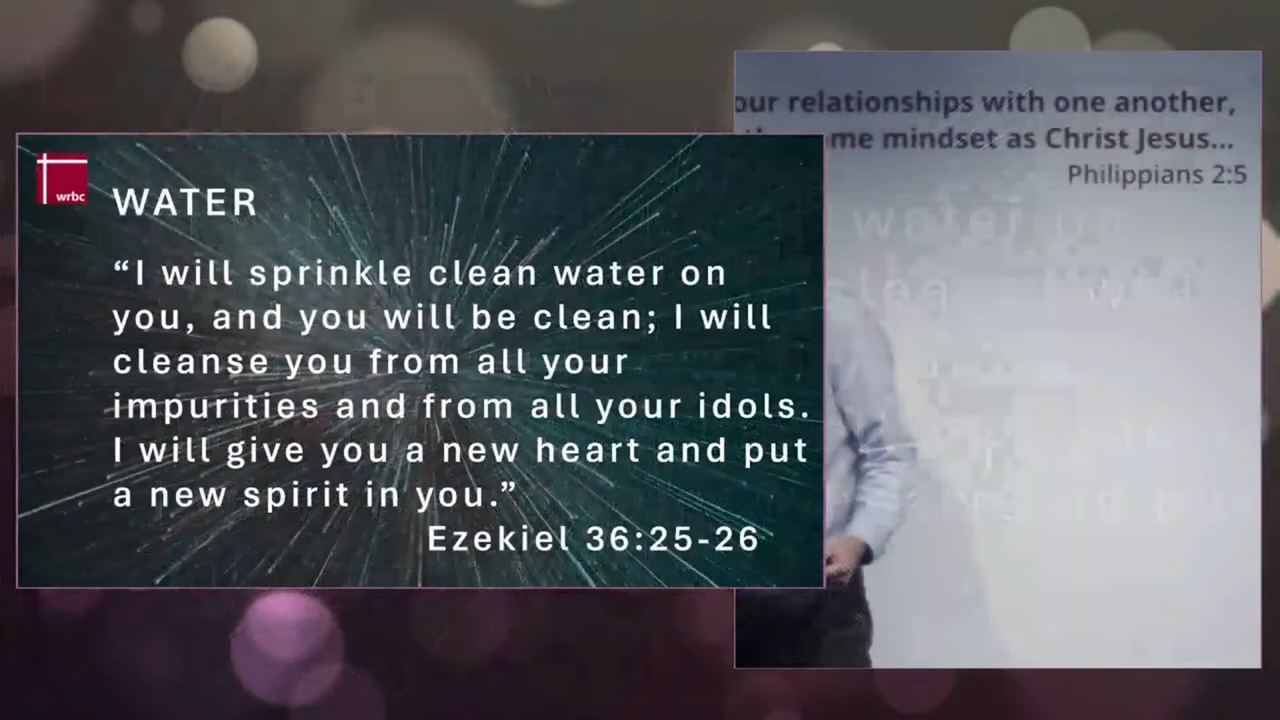 wrbc
WATER
“I will sprinkle clean water on
you, and you will be clean; I will
cleanse you from all your
impurities and from all your idols.
I will give you a new heart and put
a new spirit in you.”
Ezekiel 36:25-26
relationships with one another,
mindset as Christ Jesus...
Philippians 2:5
water on